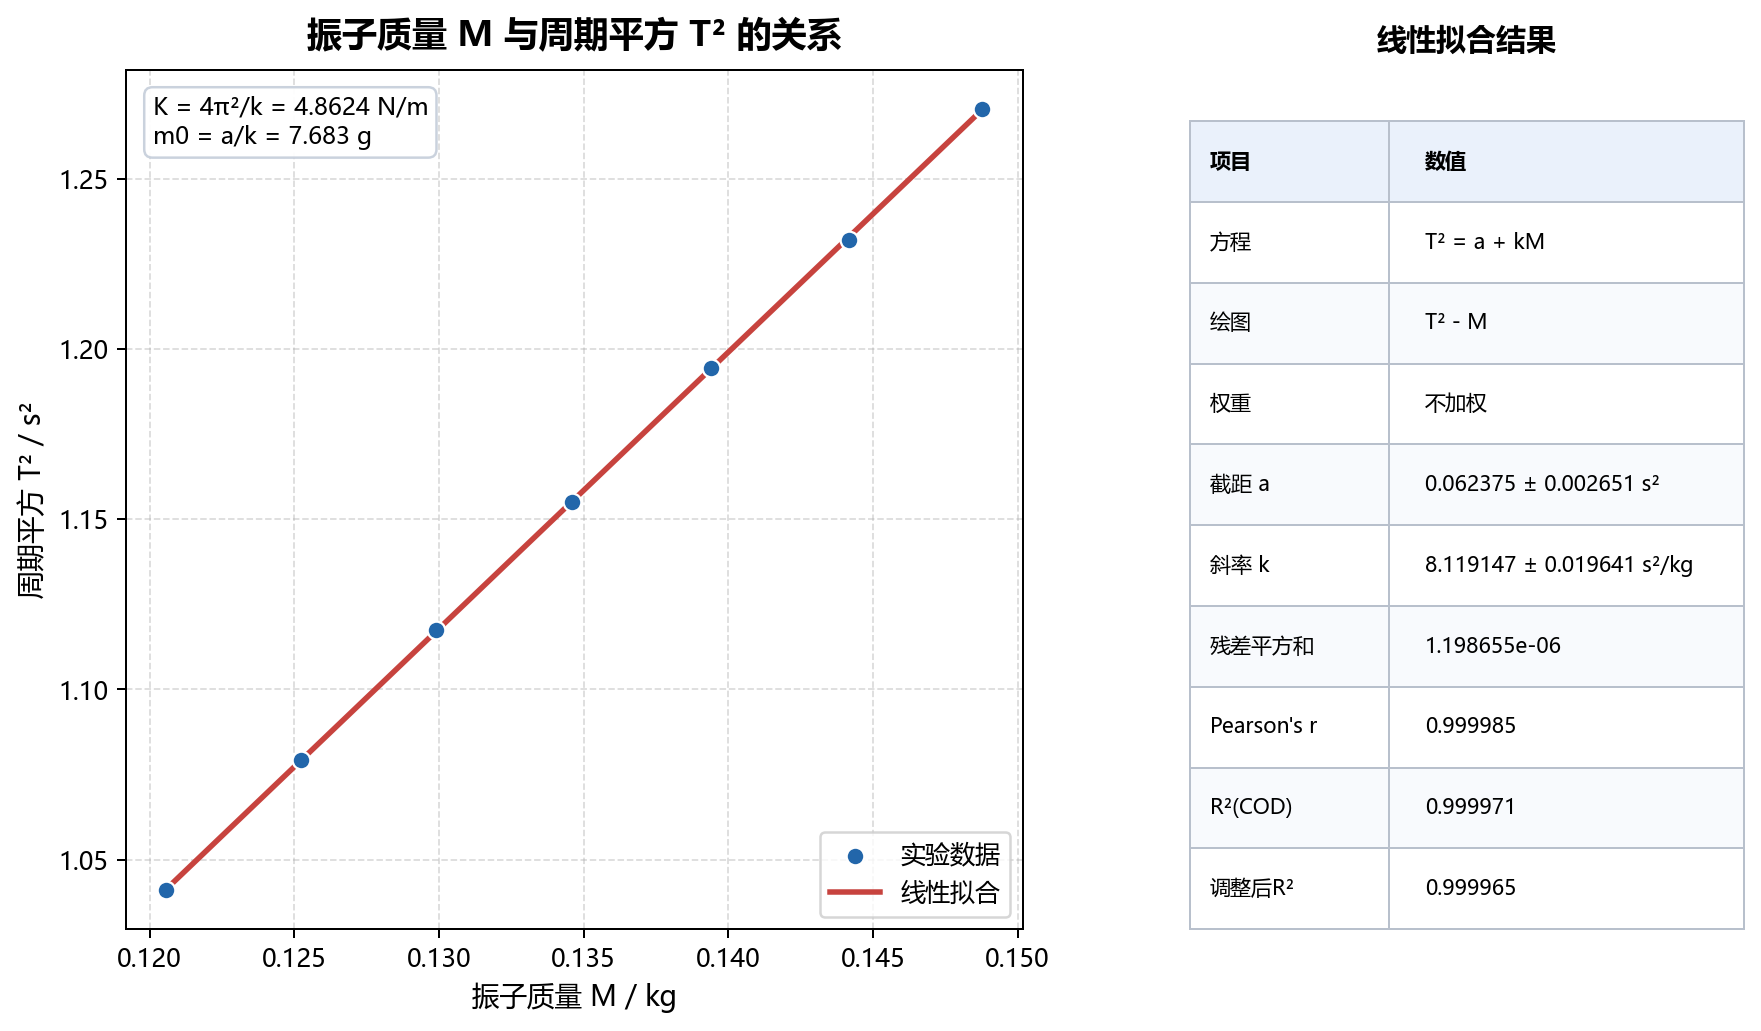 振子质量 M 与周期平方 T² 的关系
K = 4π²/k = 4.8624 N/m
m0 = a/k = 7.683 g
周期平方 T² / s²
1.25
1.20
1.15
1.10
1.05
实验数据
线性拟合
0.120 0.125 0.130 0.135 0.140 0.145 0.150
振子质量 M / kg
线性拟合结果
项目 数值
方程 T² = a + kM
绘图 T² - M
权重 不加权
截距 a 0.062375 ± 0.002651 s²
斜率 k 8.119147 ± 0.019641 s²/kg
残差平方和 1.198655e-06
Pearson's r 0.999985
R²(COD) 0.999971
调整后R² 0.999965